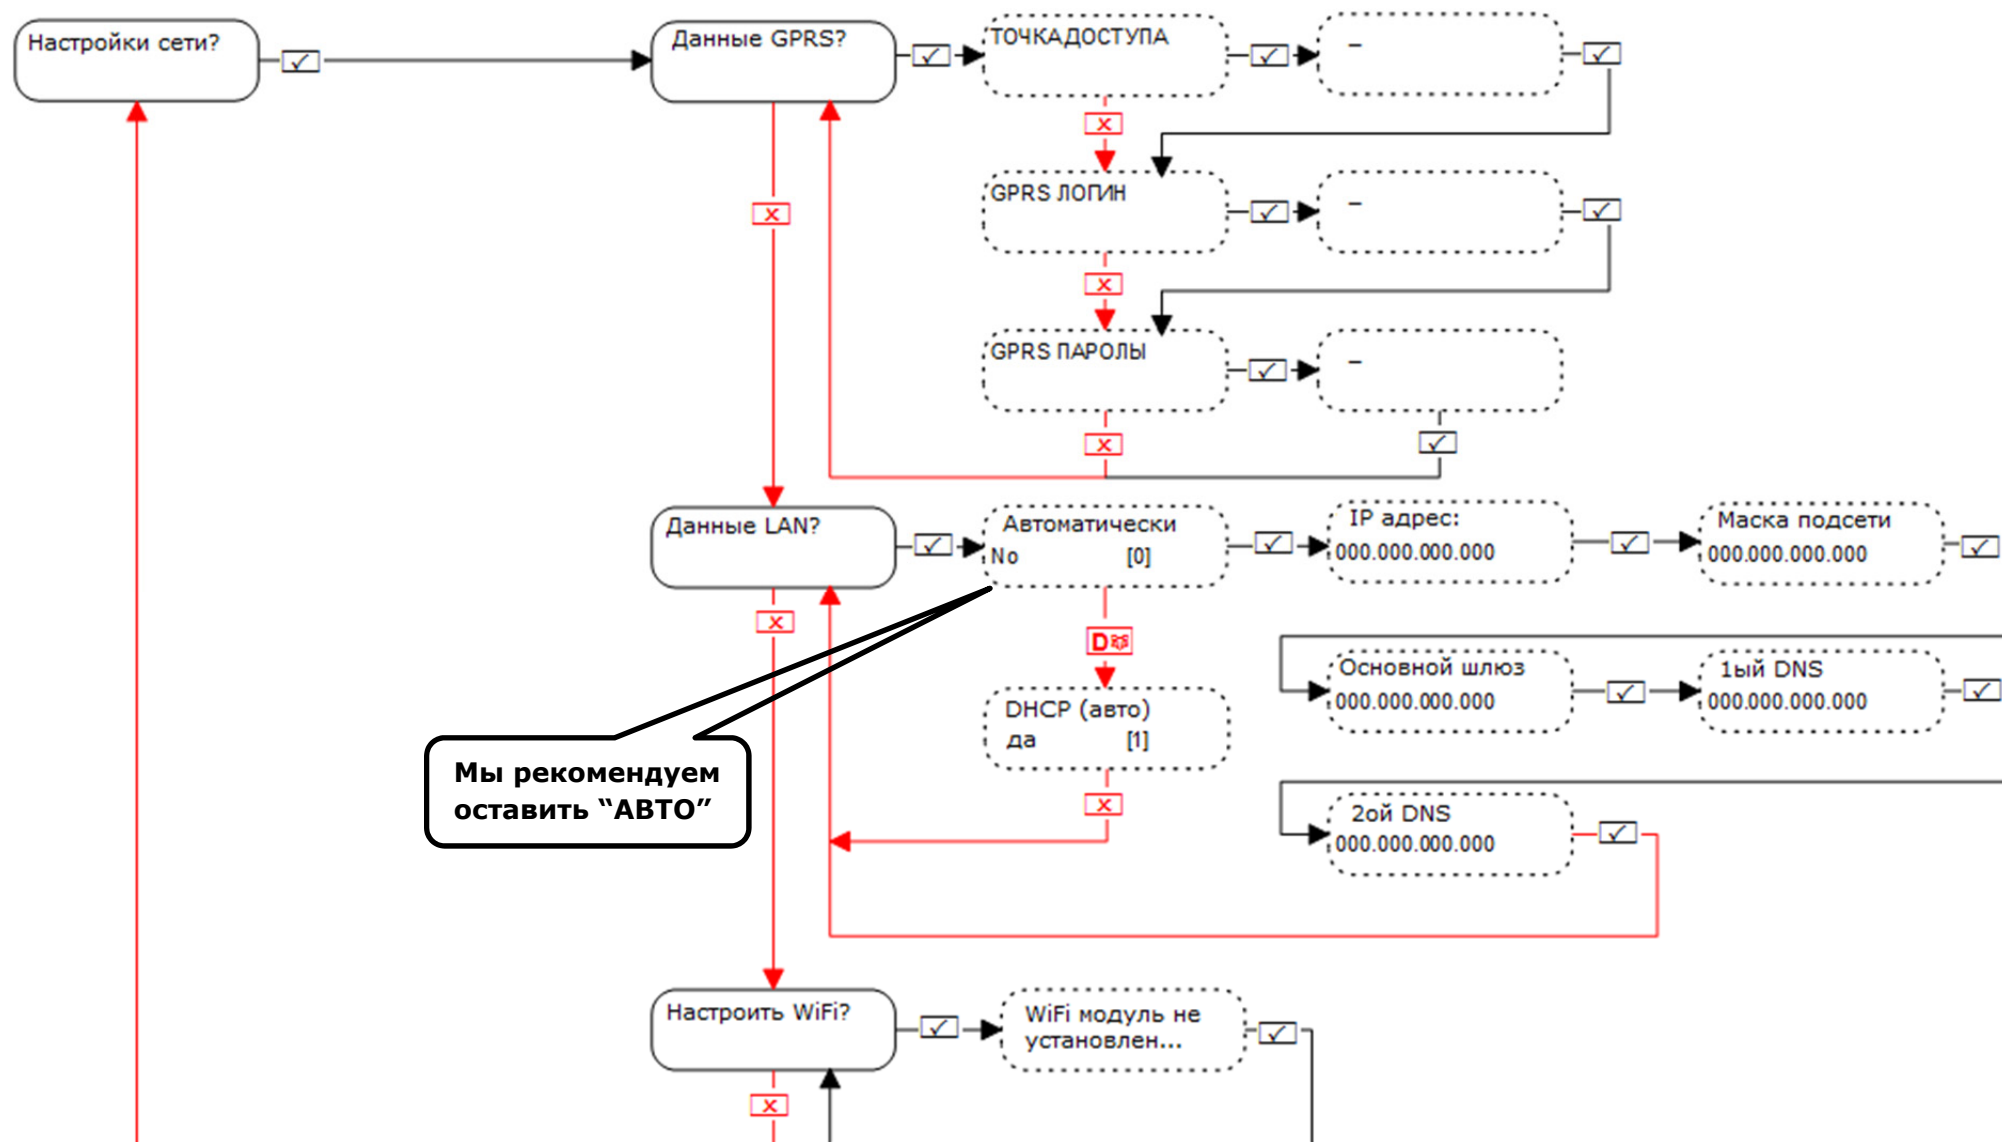 Настройки сети?
Данные GPRS?
ТОЧКАДОСТУПА
–
GPRS ЛОГИН
–
GPRS ПАРОЛЫ
–
Данные LAN?
Автоматически
No [0]
IP адрес:
000.000.000.000
Маска подсети
000.000.000.000
D
DHCP (авто)
да [1]
Основной шлюз
000.000.000.000
1ый DNS
000.000.000.000
Мы рекомендуем
оставить “АВТО”
2ой DNS
000.000.000.000
Настроить WiFi?
WiFi модуль не
установлен...